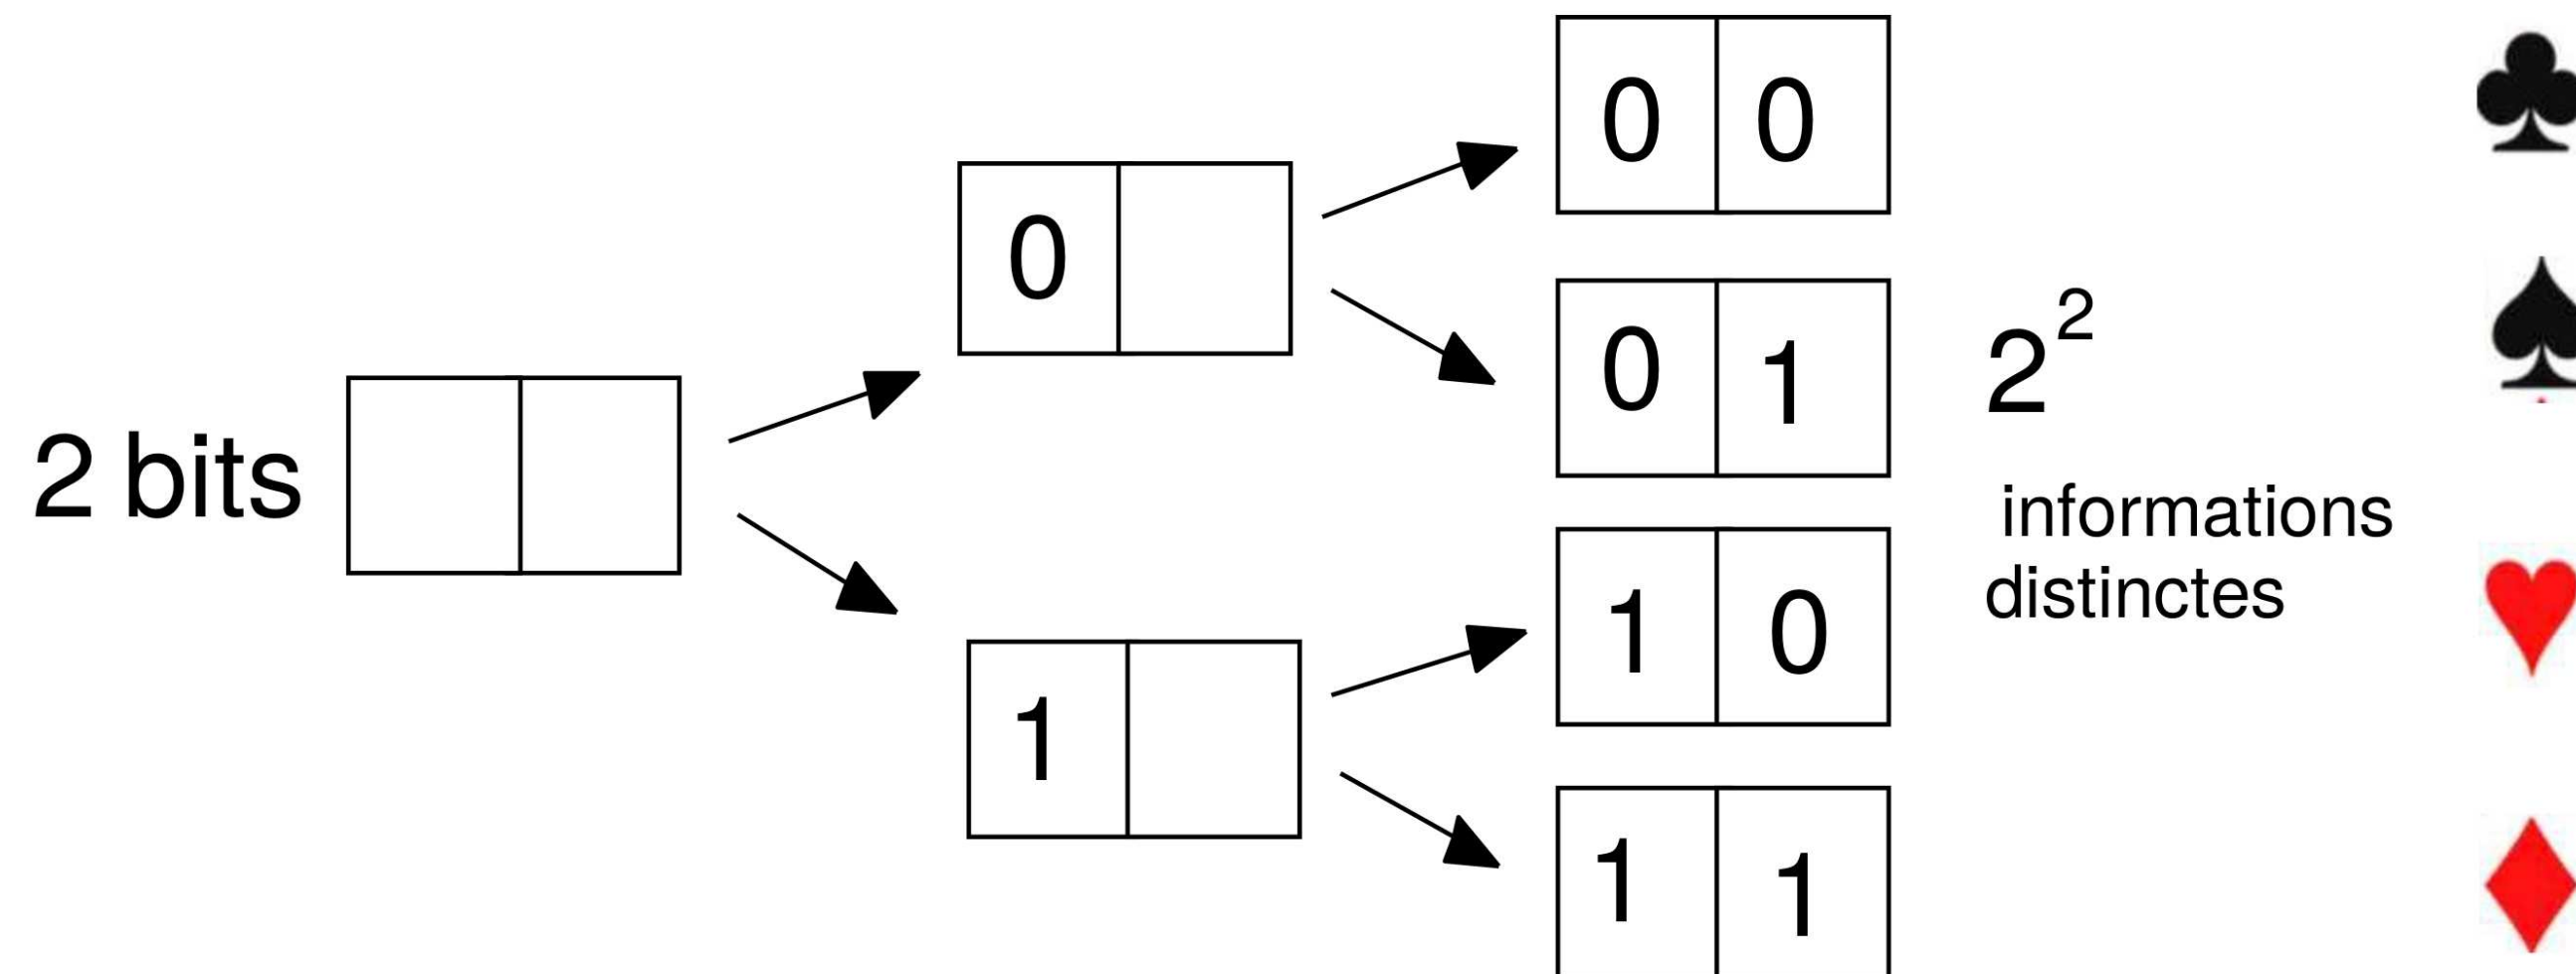 2 bits
0
1
0 0
0 1
1 0
1 1
2²
informations
distinctes